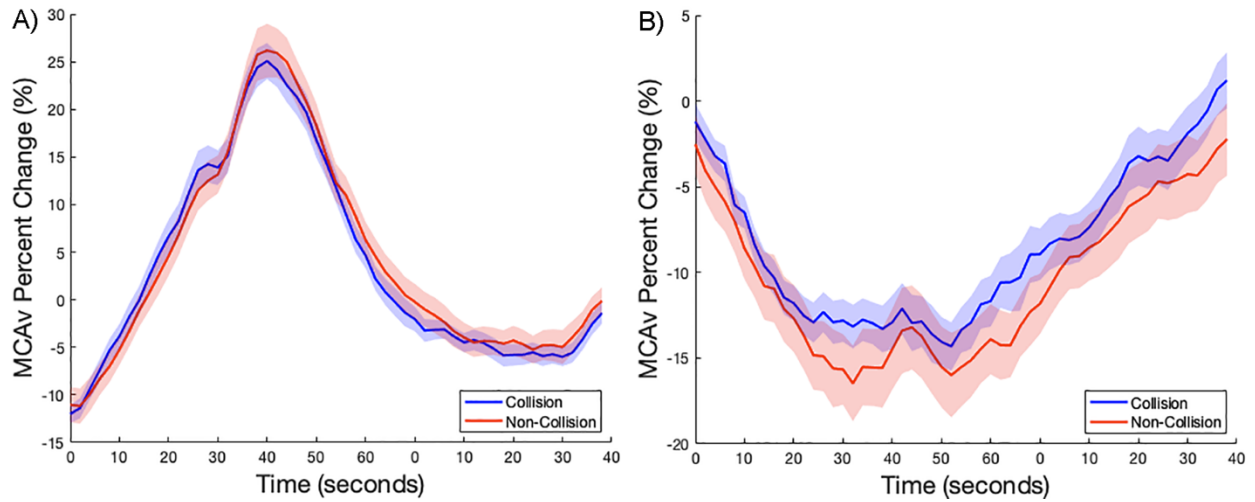 A)
MCAv Percent Change (%)
30
25
20
15
10
5
0
-5
-10
-15
0 10 20 30 40 50 60 0 10 20 30 40
Time (seconds)
Collision
Non-Collision
B)
MCAv Percent Change (%)
5
0
-5
-10
-15
-20
0 10 20 30 40 50 60 0 10 20 30 40
Time (seconds)
Collision
Non-Collision